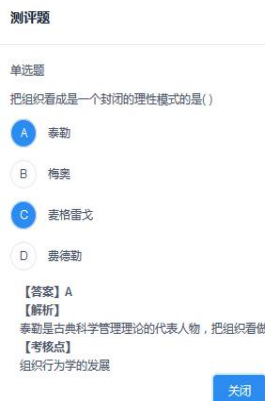 测评题
单选题
把组织看成是一个封闭的理性模式的是( )
A 泰勒
B 梅奥
C 麦格雷戈
D 费德勒
【答案】A
【解析】
泰勒是古典科学管理理论的代表人物，把组织看做
【考核点】
组织行为学的发展
关闭